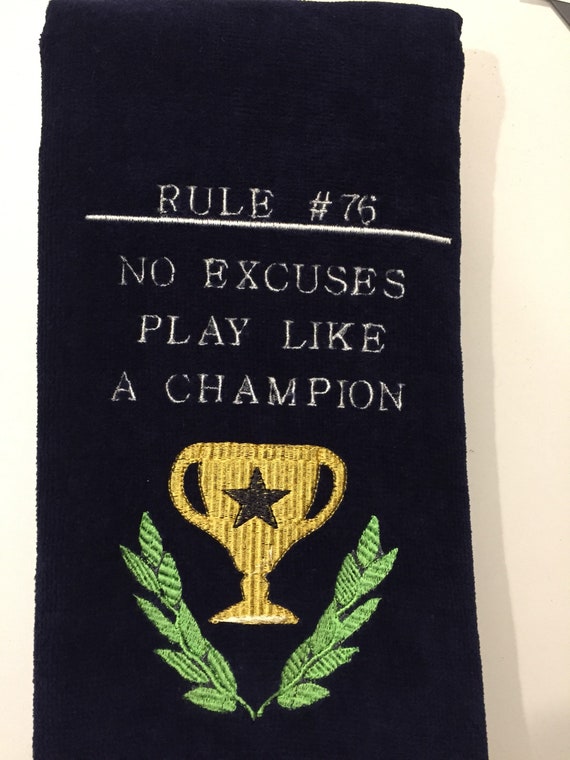 RULE #76
NO EXCUSES
PLAY LIKE
A CHAMPION